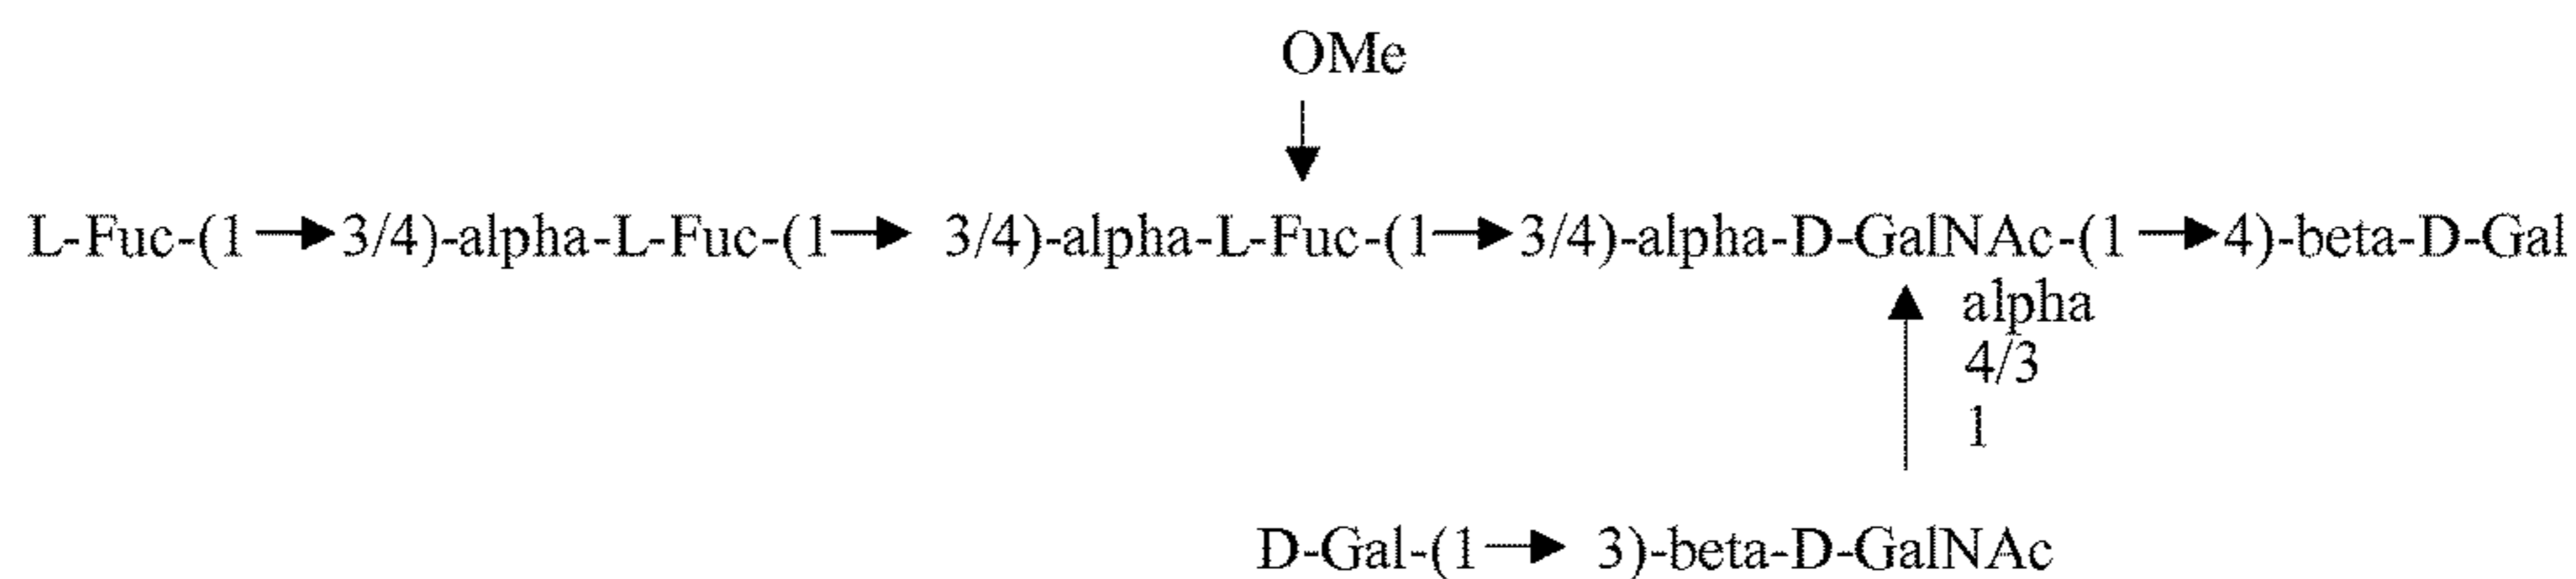 OMe
L-Fuc-(1→3/4)-alpha-L-Fuc-(1→ 3/4)-alpha-L-Fuc-(1→3/4)-alpha-D-GalNAc-(1→4)-beta-D-Gal
alpha
4/3
1
D-Gal-(1→ 3)-beta-D-GalNAc